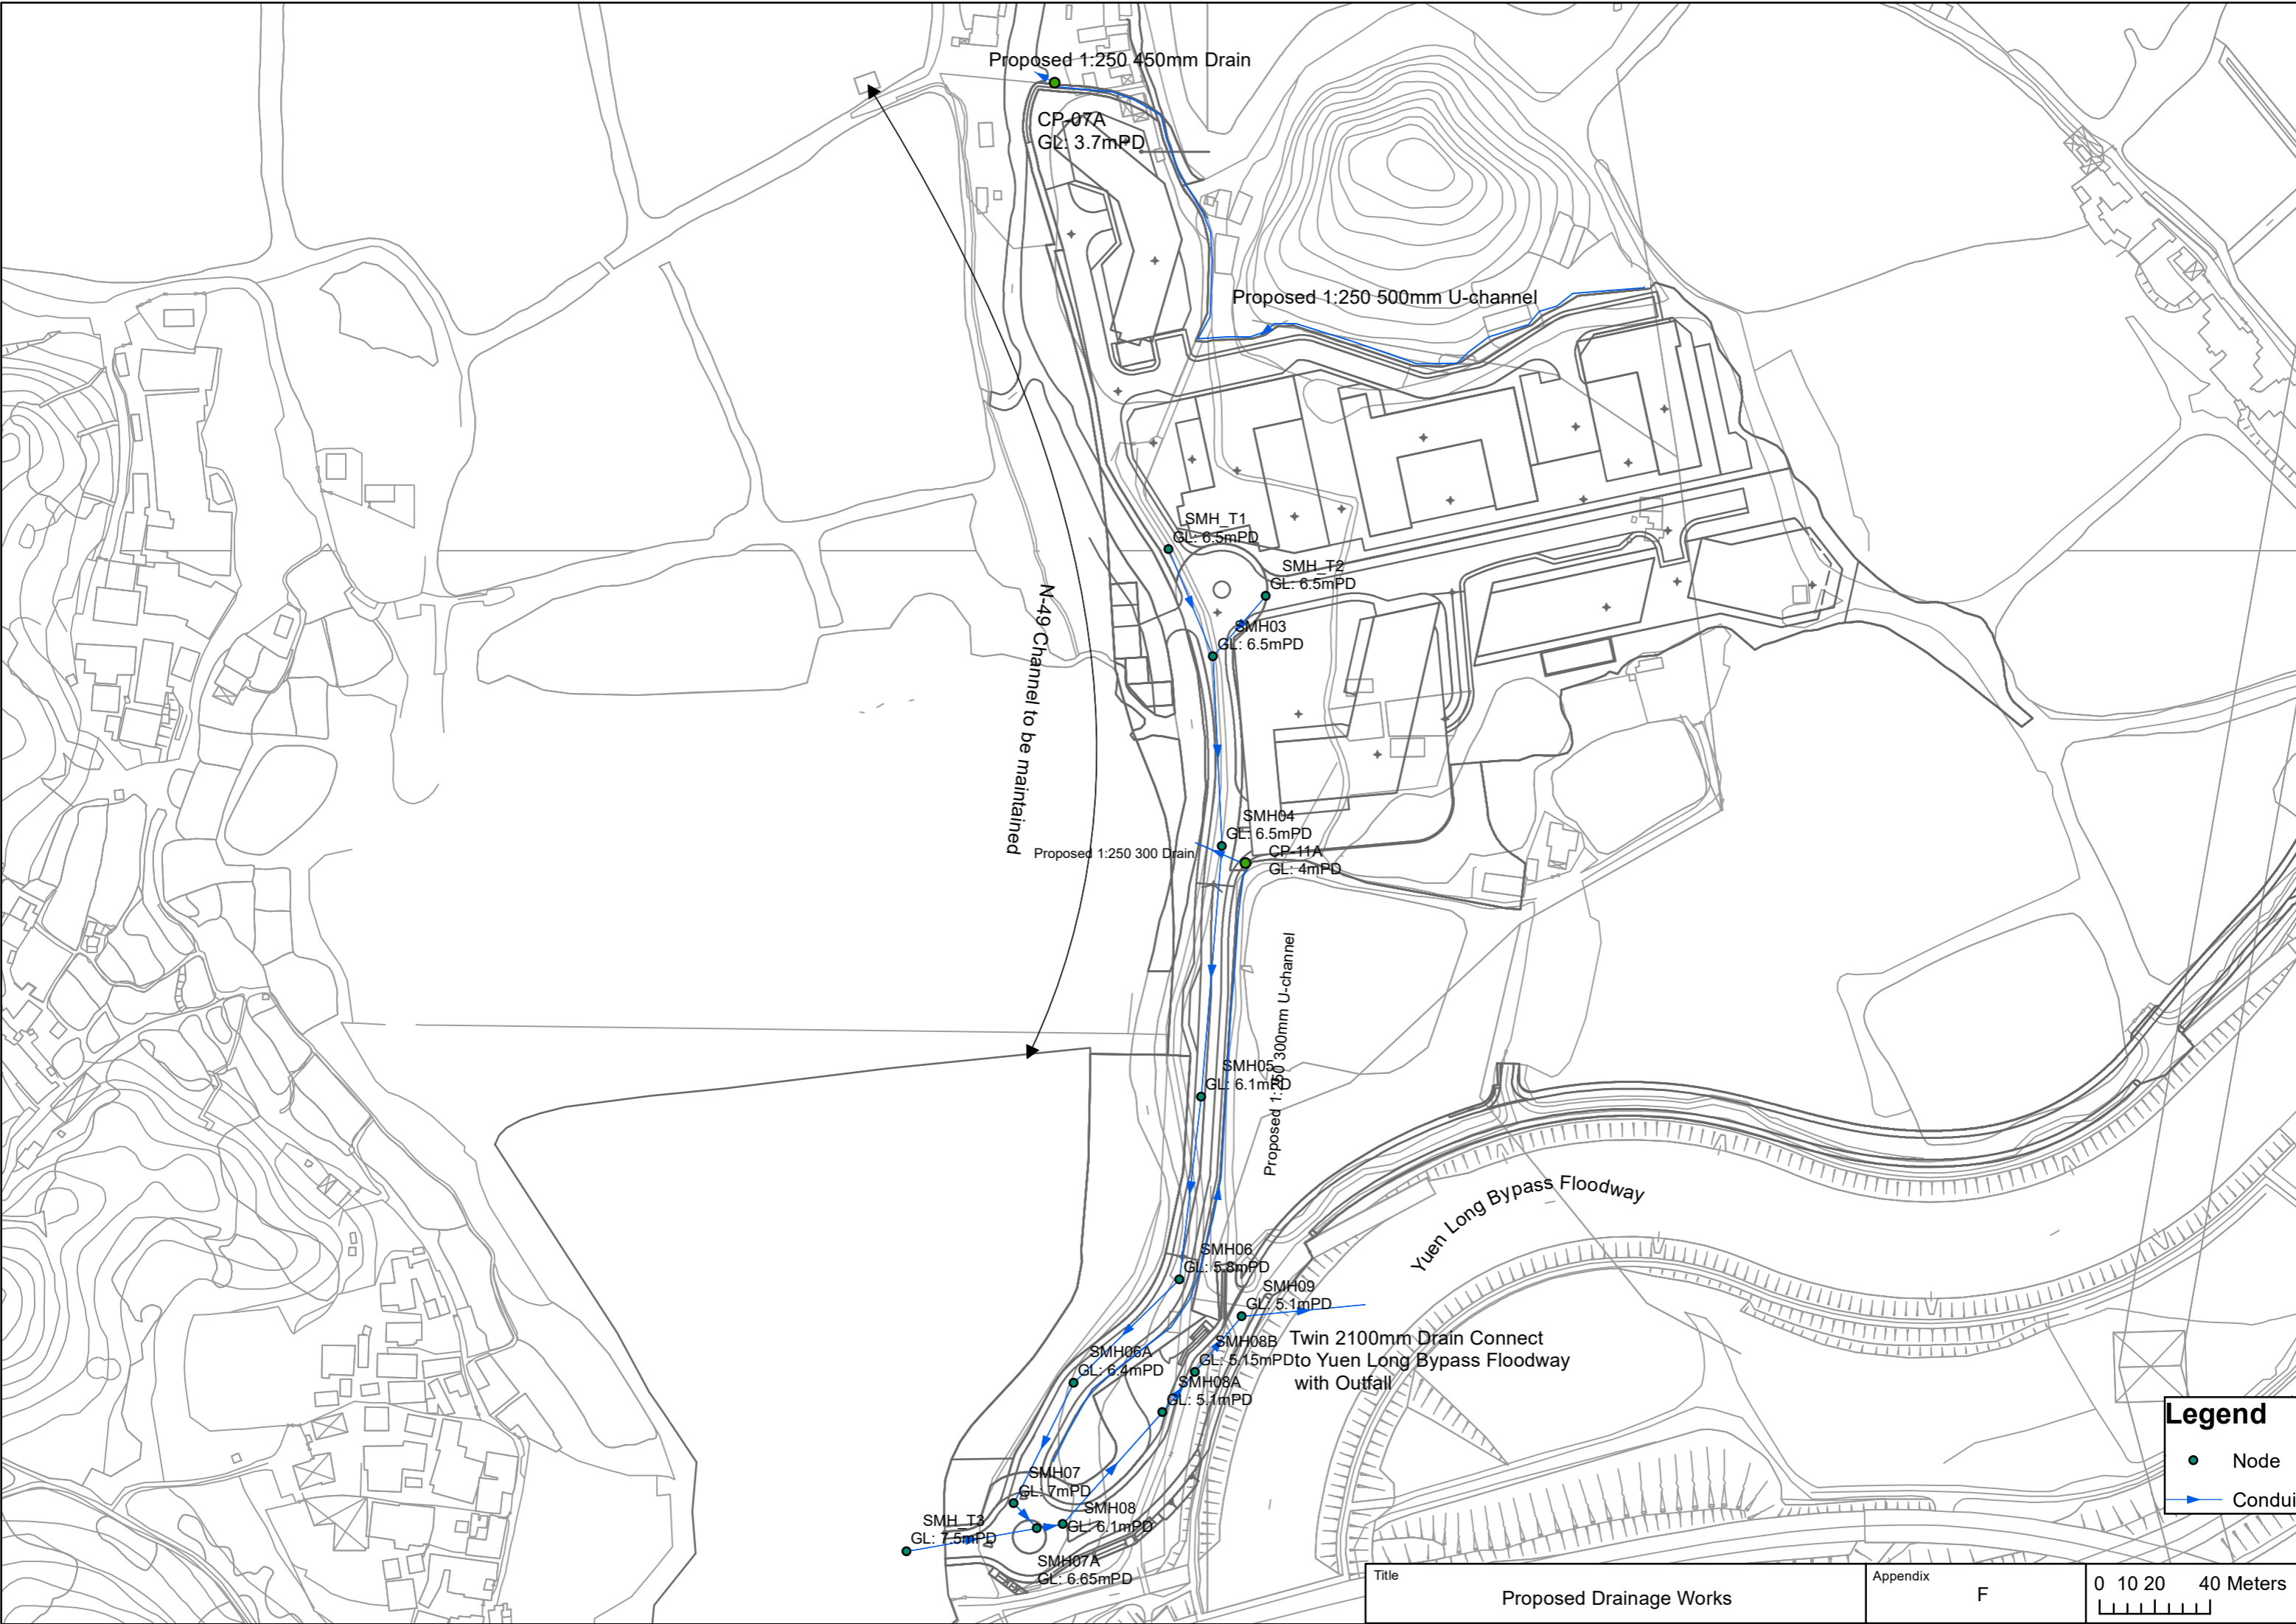 Proposed 1:250 450mm Drain
CP-07A
GL: 3.7mPD
Proposed 1:250 500mm U-channel
SMH_T1
GL: 6.5mPD
SMH_T2
GL: 6.5mPD
SMH03
GL: 6.5mPD
N-49 Channel to be maintained
SMH04
GL: 6.5mPD
Proposed 1:250 300 Drain
CP-11A
GL: 4mPD
Proposed 1:250 300mm U-channel
SMH05
GL: 6.1mPD
Yuen Long Bypass Floodway
SMH06
GL: 5.8mPD
SMH09
GL: 5.1mPD
SMH08B
GL: 5.15mPD
Twin 2100mm Drain Connect
to Yuen Long Bypass Floodway
with Outfall
SMH06A
GL: 6.4mPD
SMH08A
GL: 5.1mPD
SMH07
GL: 7mPD
SMH08
GL: 6.1mPD
SMH_T3
GL: 7.5mPD
SMH07A
GL: 6.65mPD
Legend
Node
Condui
Title
Proposed Drainage Works
Appendix
F
0 10 20 40 Meters